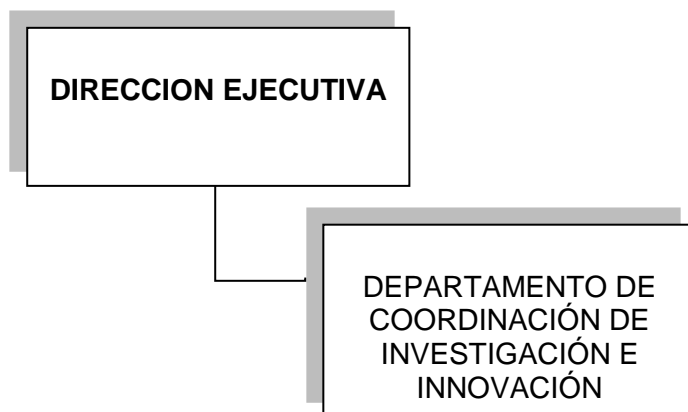 DIRECCION EJECUTIVA
DEPARTAMENTO DE
COORDINACIÓN DE
INVESTIGACIÓN E
INNOVACIÓN